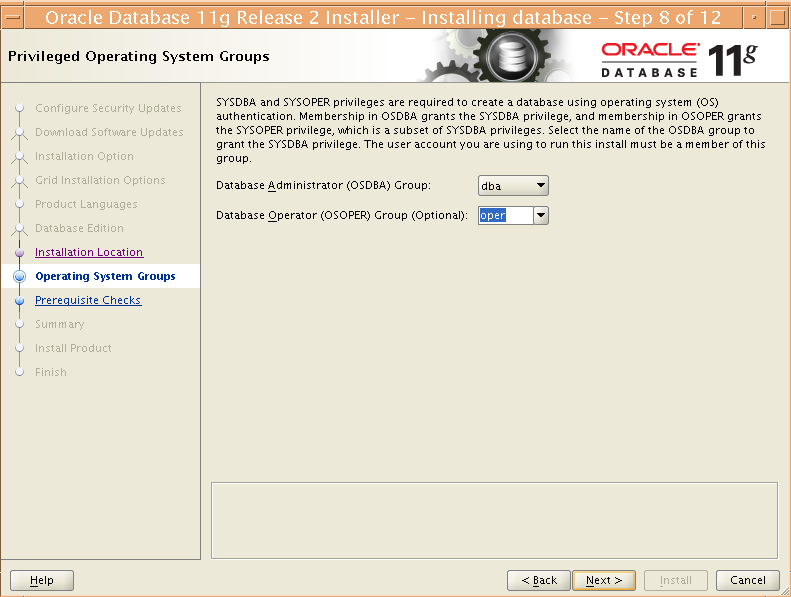 Oracle Database 11g Release 2 Installer – Installing database – Step 8 of 12
Privileged Operating System Groups
ORACLE®
DATABASE
11g
Configure Security Updates
Download Software Updates
Installation Option
Grid Installation Options
Product Languages
Database Edition
Installation Location
Operating System Groups
Prerequisite Checks
Summary
Install Product
Finish
SYSDBA and SYSOPER privileges are required to create a database using operating system (OS)
authentication. Membership in OSDBA grants the SYSDBA privilege, and membership in OSOPER grants
the SYSOPER privilege, which is a subset of SYSDBA privileges. Select the name of the OSDBA group to
grant the SYSDBA privilege. The user account you are using to run this install must be a member of this
group.
Database Administrator (OSDBA) Group: dba
Database Operator (OSOPER) Group (Optional): oper
Help < Back Next > Install Cancel